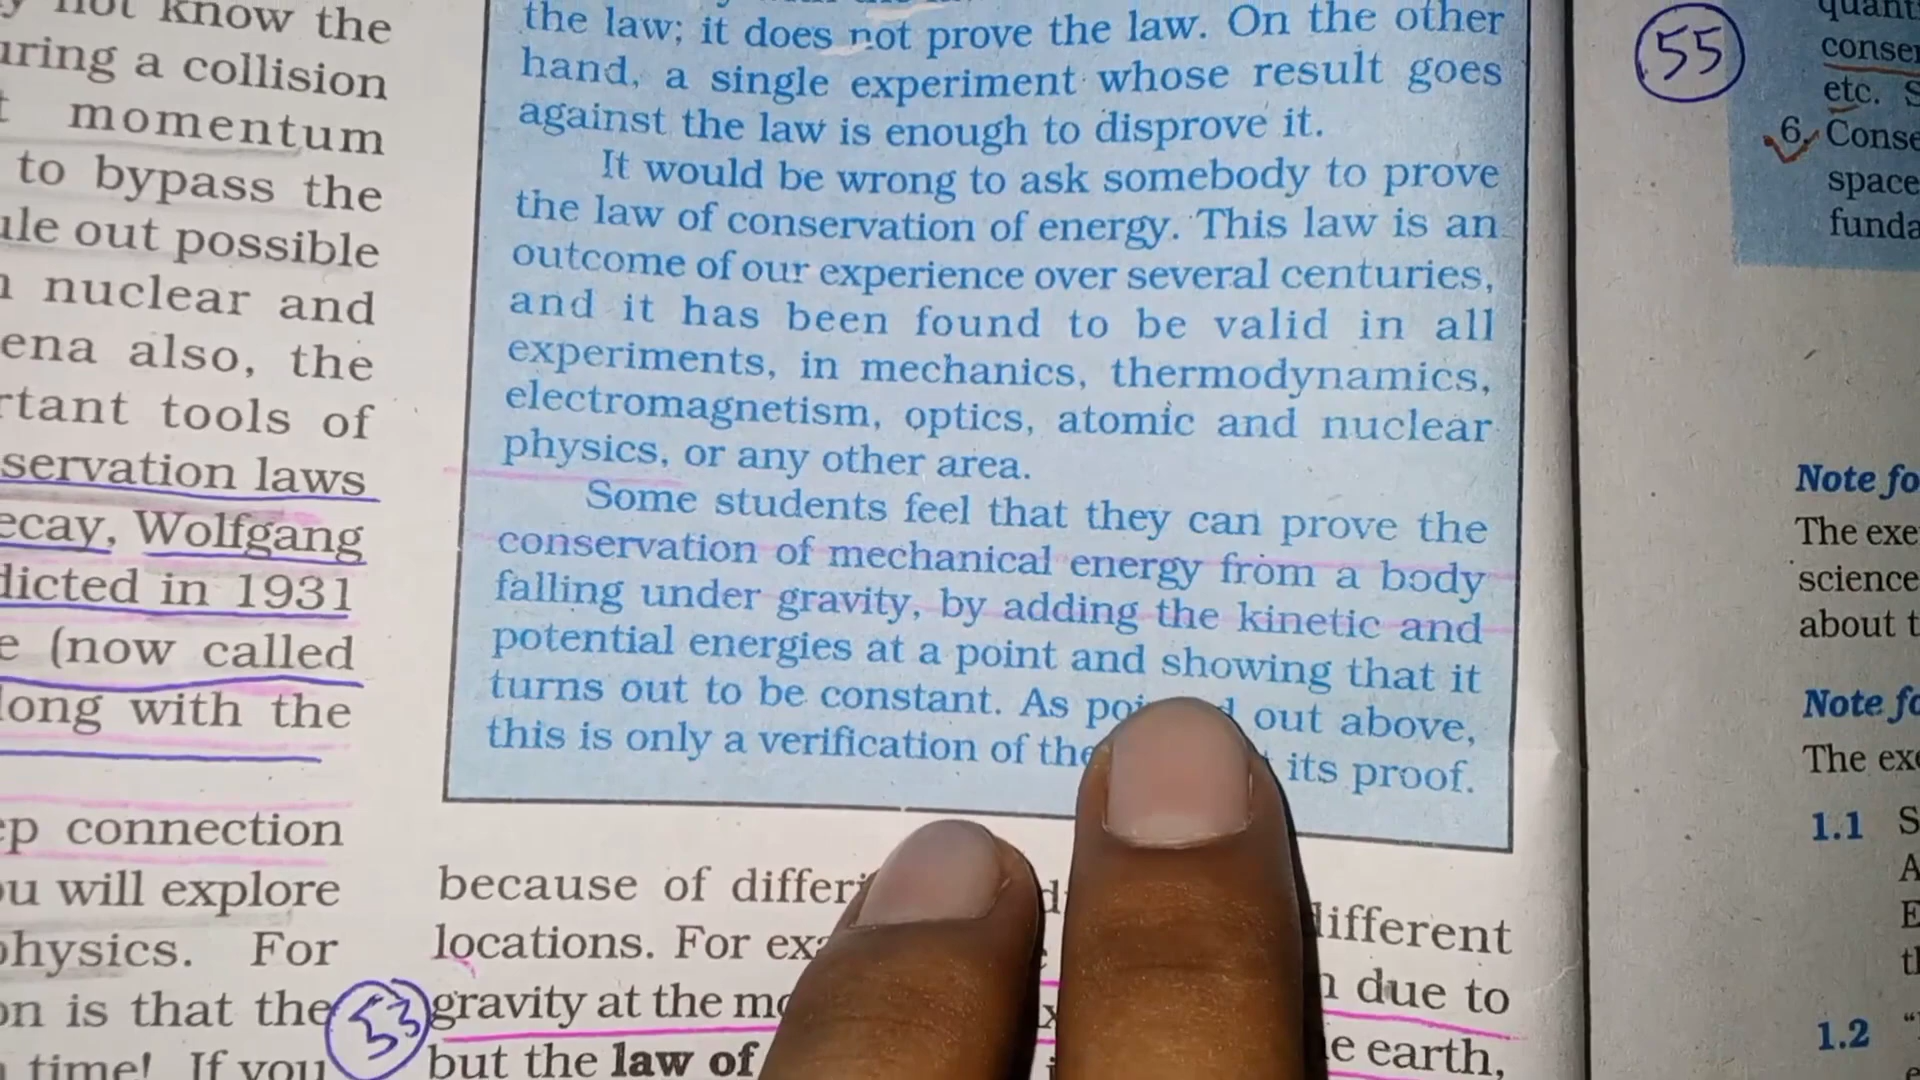 not know the
uring a collision
momentum
to bypass the
ule out possible
nuclear and
ena also, the
rtant tools of
servation laws
ecay, Wolfgang
dicted in 1931
e (now called
long with the
ep connection
ou will explore
physics. For
on is that the
time! If you
the law; it does not prove the law. On the other
hand, a single experiment whose result goes
against the law is enough to disprove it.
It would be wrong to ask somebody to prove
the law of conservation of energy. This law is an
outcome of our experience over several centuries,
and it has been found to be valid in all
experiments, in mechanics, thermodynamics,
electromagnetism, optics, atomic and nuclear
physics, or any other area.
Some students feel that they can prove the
conservation of mechanical energy from a body
falling under gravity, by adding the kinetic and
potential energies at a point and showing that it
turns out to be constant. As out above,
this is only a verification of the its proof.
because of different
locations. For due to
53
gravity at the e earth,
but the law of
55
quant
conser
etc. S
6. Conse
space
funda
Note fo
The exe
science
about t
Note fo
The exe
1.1 S
A
E
1.2